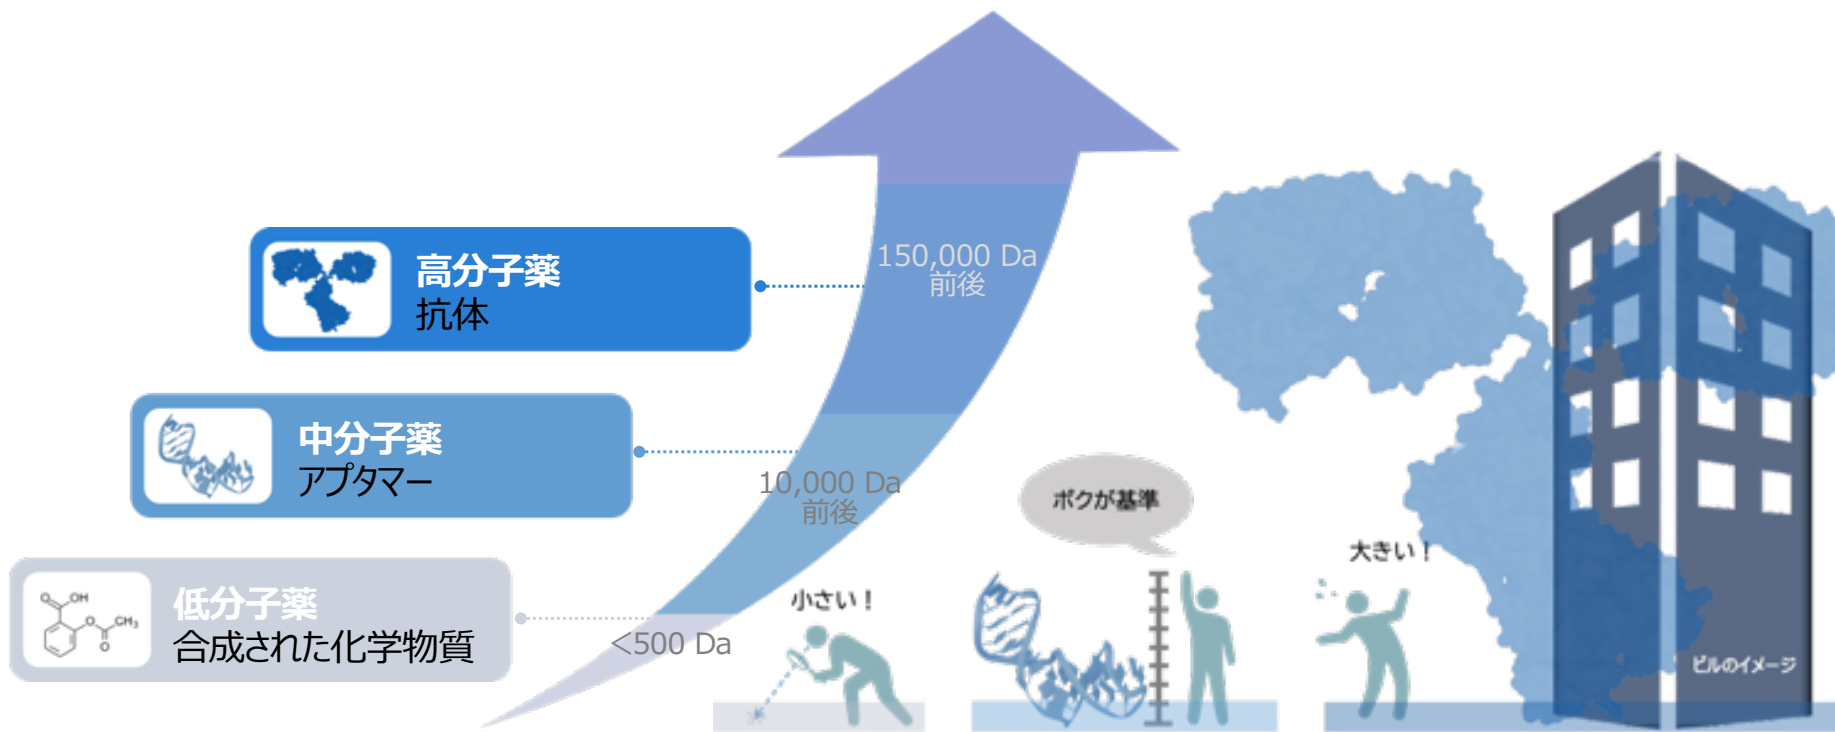 高分子薬
抗体
150,000 Da
前後
中分子薬
アプタマー
10,000 Da
前後
低分子薬
合成された化学物質
<500 Da
O
OH
O
O
CH₃
小さい！
ボクが基準
大きい！
ビルのイメージ